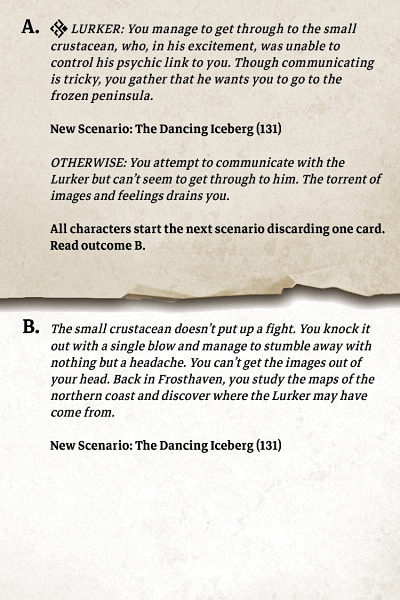 A. LURKER: You manage to get through to the small
crustacean, who, in his excitement, was unable to
control his psychic link to you. Though communicating
is tricky, you gather that he wants you to go to the
frozen peninsula.
New Scenario: The Dancing Iceberg (131)
OTHERWISE: You attempt to communicate with the
Lurker but can't seem to get through to him. The torrent of
images and feelings drains you.
All characters start the next scenario discarding one card.
Read outcome B.
B. The small crustacean doesn't put up a fight. You knock it
out with a single blow and manage to stumble away with
nothing but a headache. You can't get the images out of
your head. Back in Frosthaven, you study the maps of the
northern coast and discover where the Lurker may have
come from.
New Scenario: The Dancing Iceberg (131)